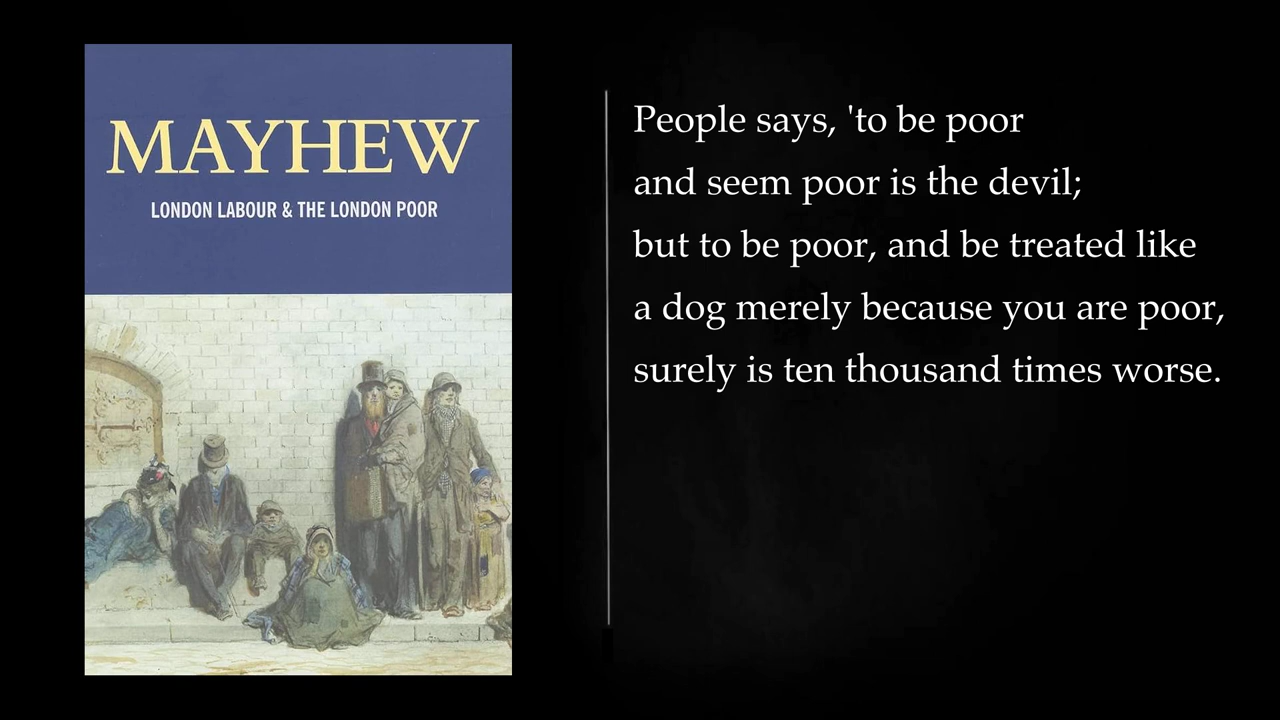 MAYHEW
LONDON LABOUR & THE LONDON POOR
People says, 'to be poor
and seem poor is the devil;
but to be poor, and be treated like
a dog merely because you are poor,
surely is ten thousand times worse.